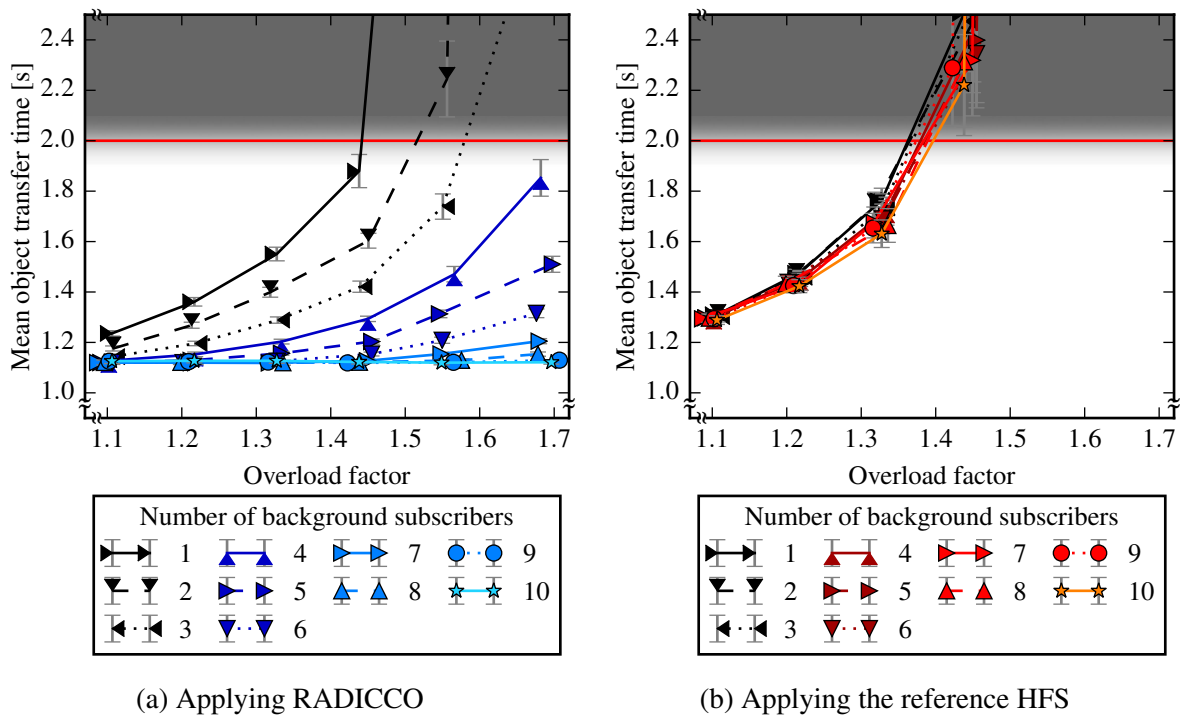 2.4
2.2
2.0
1.8
1.6
1.4
1.2
1.0
Mean object transfer time [s]
1.1 1.2 1.3 1.4 1.5 1.6 1.7
Overload factor
Number of background subscribers
1 4 7 9
2 5 8 10
3 6
(a) Applying RADICCO
2.4
2.2
2.0
1.8
1.6
1.4
1.2
1.0
Mean object transfer time [s]
1.1 1.2 1.3 1.4 1.5 1.6 1.7
Overload factor
Number of background subscribers
1 4 7 9
2 5 8 10
3 6
(b) Applying the reference HFS